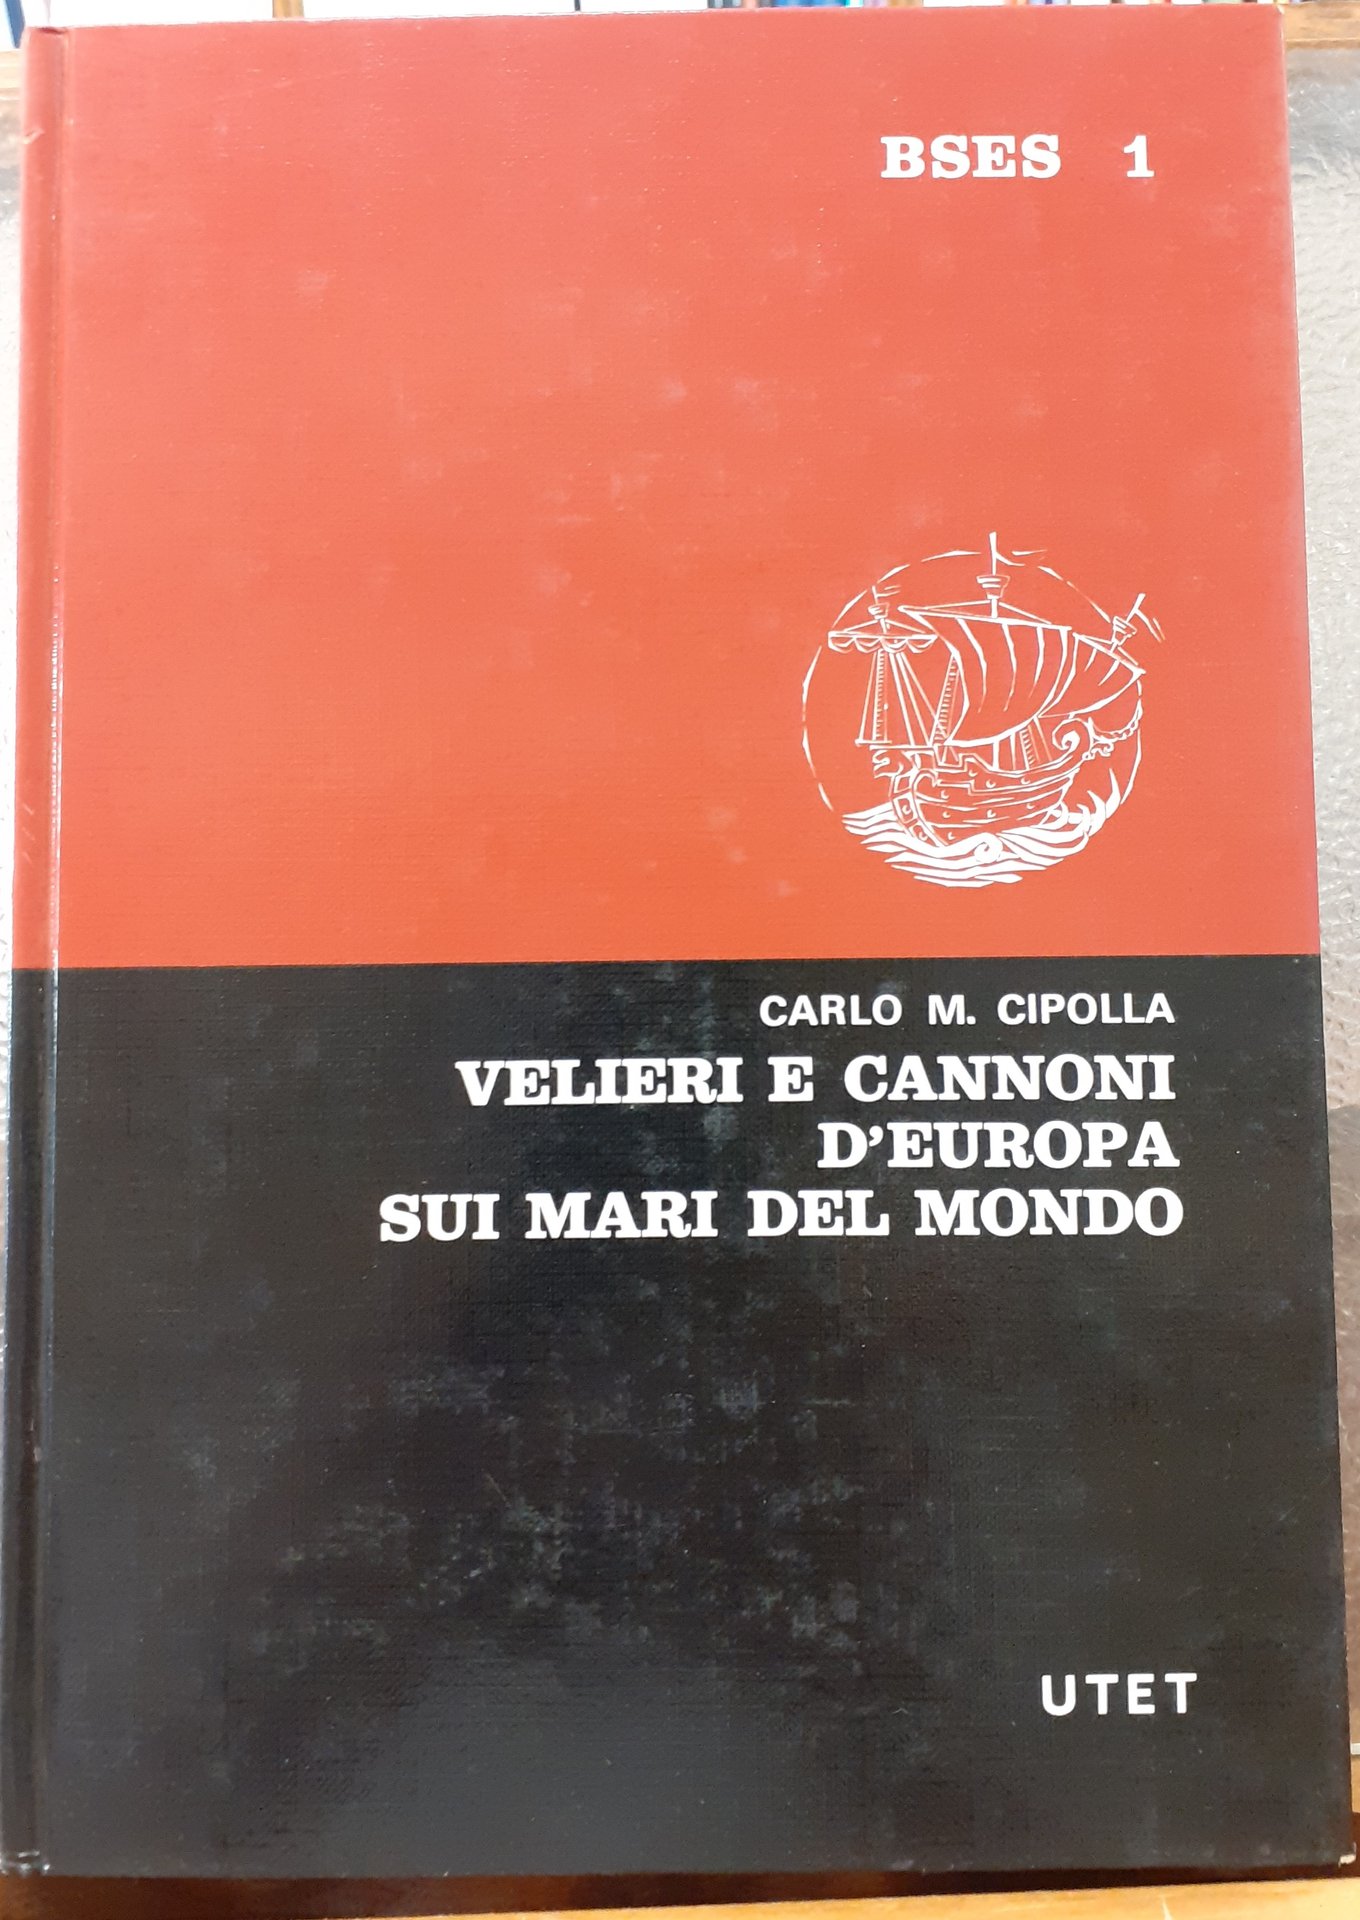 BSES 1
CARLO M. CIPOLLA
VELIERI E CANNONI
D'EUROPA
SUI MARI DEL MONDO
UTET